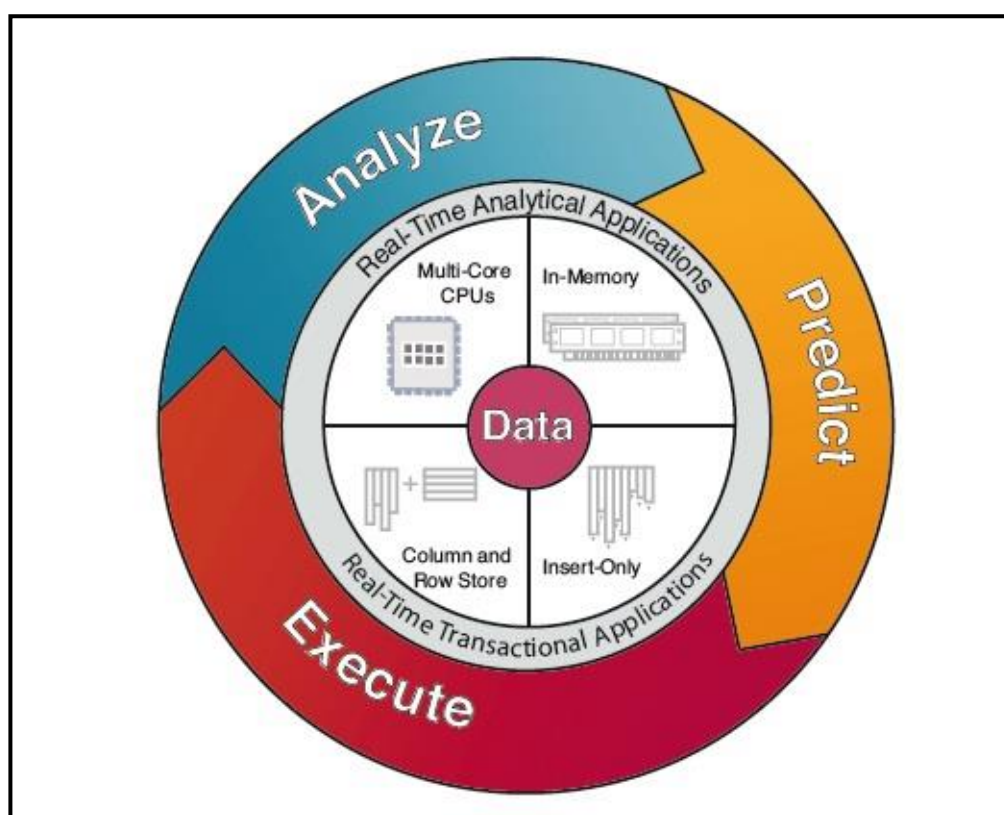 Analyze
Predict
Execute
Real-Time Analytical Applications
Multi-Core
CPUs
In-Memory
Data
Column and
Row Store
Insert-Only
Real-Time Transactional Applications